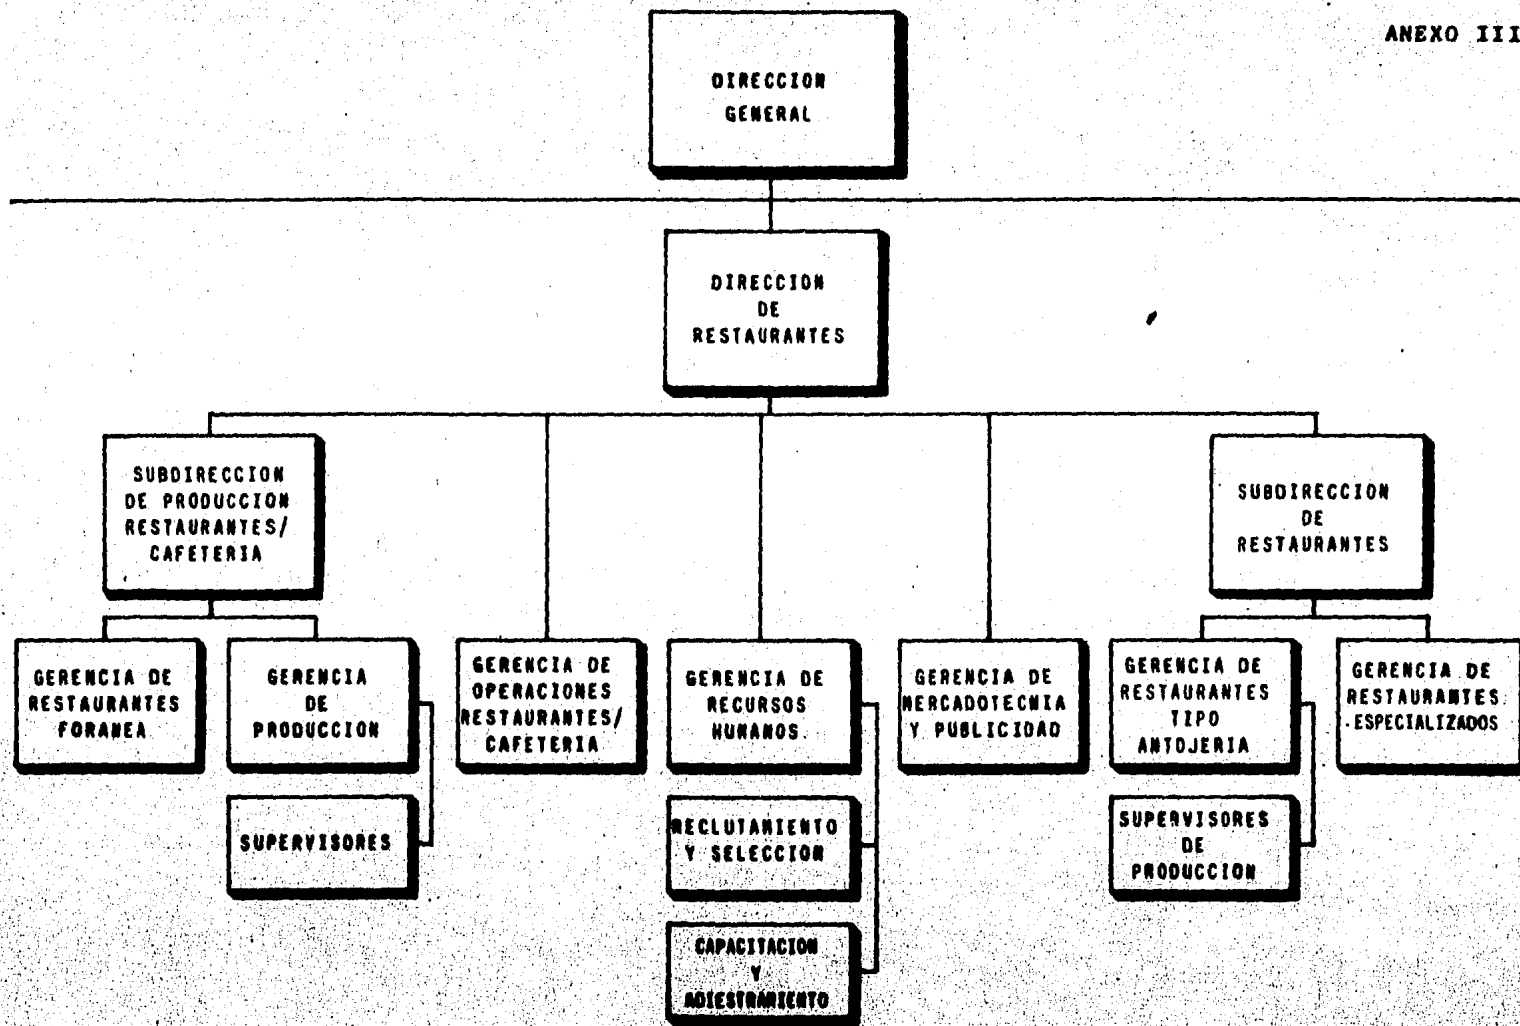 ANEXO III
DIRECCION
GENERAL
DIRECCION
DE
RESTAURANTES
SUBDIRECCION
DE PRODUCCION
RESTAURANTES/
CAFETERIA
SUBDIRECCION
DE
RESTAURANTES
GERENCIA DE
RESTAURANTES
FORANEA
GERENCIA
DE
PRODUCCION
GERENCIA DE
OPERACIONES
RESTAURANTES/
CAFETERIA
GERENCIA DE
RECURSOS
HUMANOS.
GERENCIA DE
MERCADOTECNIA
Y PUBLICIDAD
GERENCIA DE
RESTAURANTES
TIPO
ANTOJERIA
GERENCIA DE
RESTAURANTES
ESPECIALIZADOS
SUPERVISORES
RECLUTAMIENTO
Y SELECCION
SUPERVISORES
DE
PRODUCCION
CAPACITACION
Y
ADIESTRAMIENTO